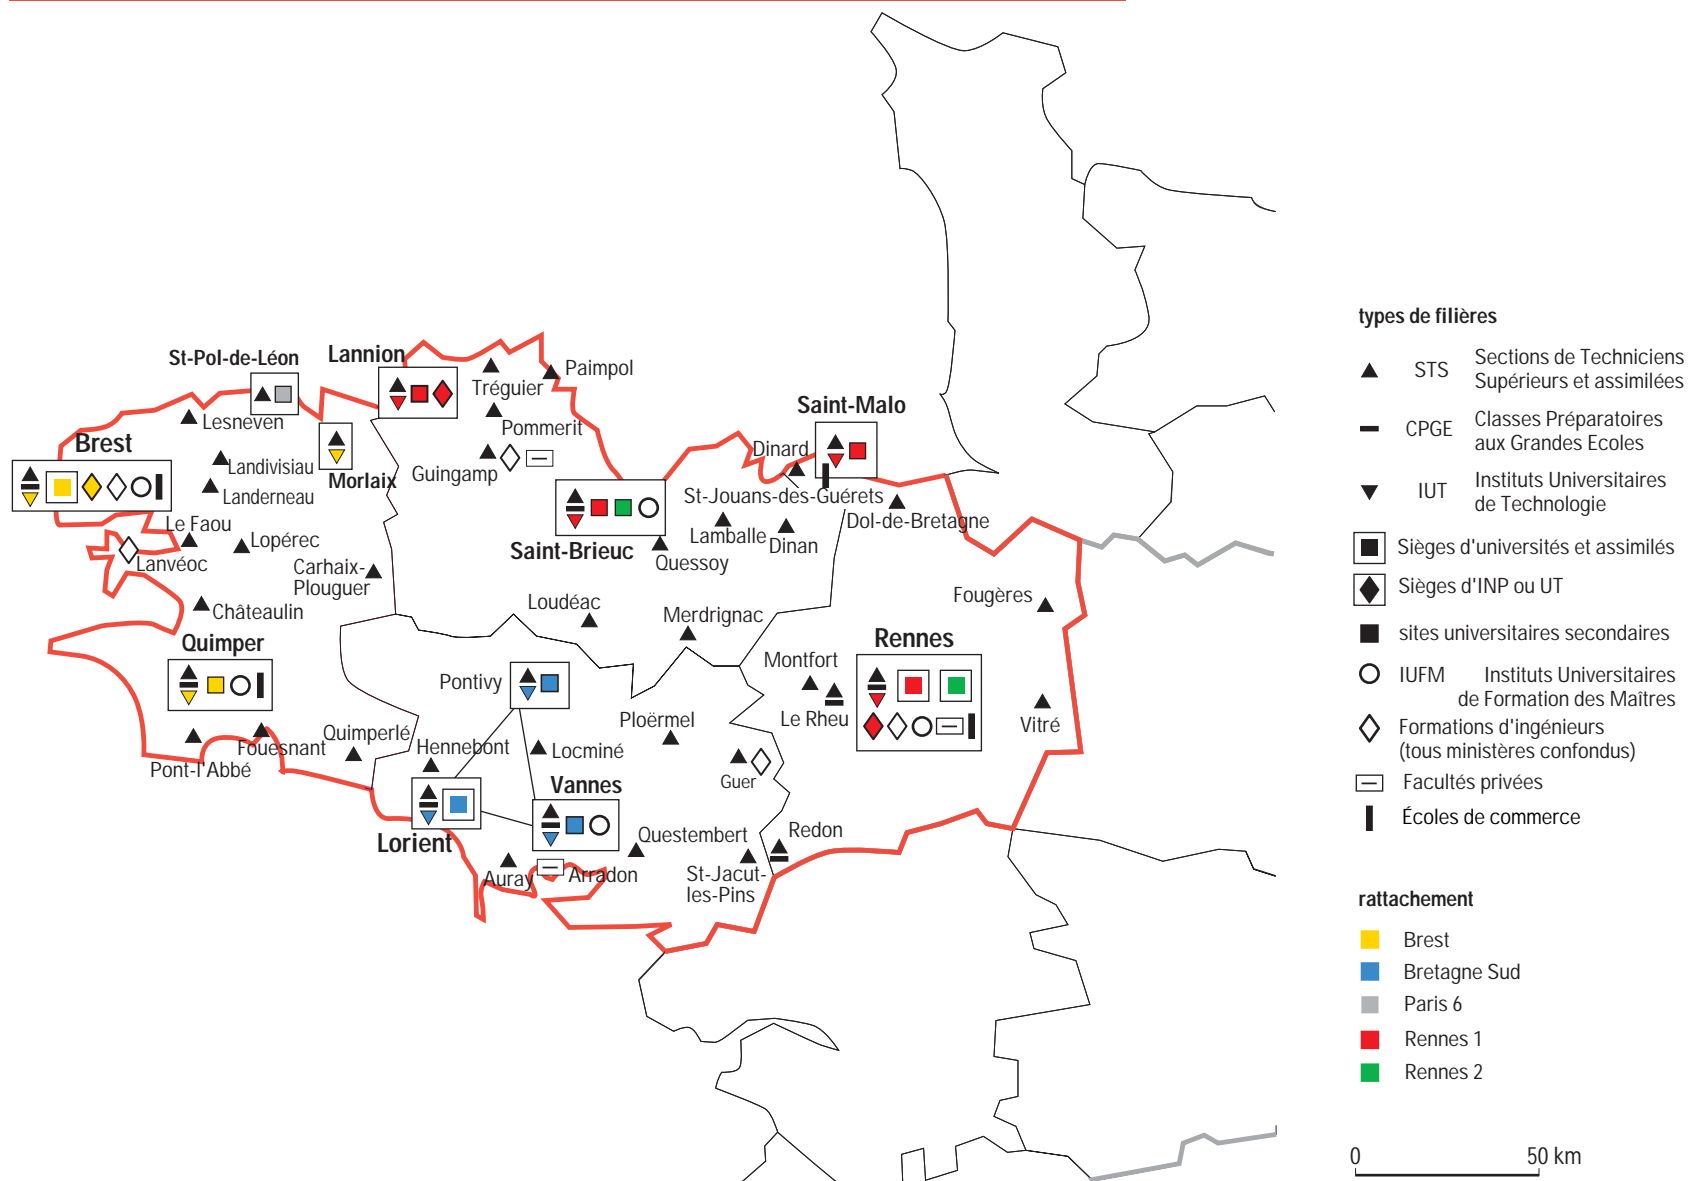 St-Pol-de-Léon
Lannion
Tréguier
Paimpol
Lesneven
Pommerit
Saint-Malo
Brest
Landivisiau
Morlaix
Guingamp
Dinard
Landerneau
St-Jouans-des-Guérets
Dol-de-Bretagne
Le Faou
Lopérec
Lanvéoc
Saint-Brieuc
Quessoy
Lamballe
Dinan
Carhaix-
Plouguer
Châteaulin
Loudéac
Merdrignac
Fougères
Quimper
Rennes
Montfort
Le Rheu
Pontivy
Ploërmel
Vitré
Quimperlé
Fouesnant
Hennebont
Locminé
Pont-l'Abbé
Guer
Vannes
Lorient
Questembert
Redon
Auray
Arradon
St-Jacut-
les-Pins
types de filières
STS Sections de Techniciens
Supérieurs et assimilées
CPGE Classes Préparatoires
aux Grandes Ecoles
IUT Instituts Universitaires
de Technologie
Sièges d'universités et assimilés
Sièges d'INP ou UT
sites universitaires secondaires
IUFM Instituts Universitaires
de Formation des Maîtres
Formations d'ingénieurs
(tous ministères confondus)
Facultés privées
Écoles de commerce
rattachement
Brest
Bretagne Sud
Paris 6
Rennes 1
Rennes 2
0 50 km